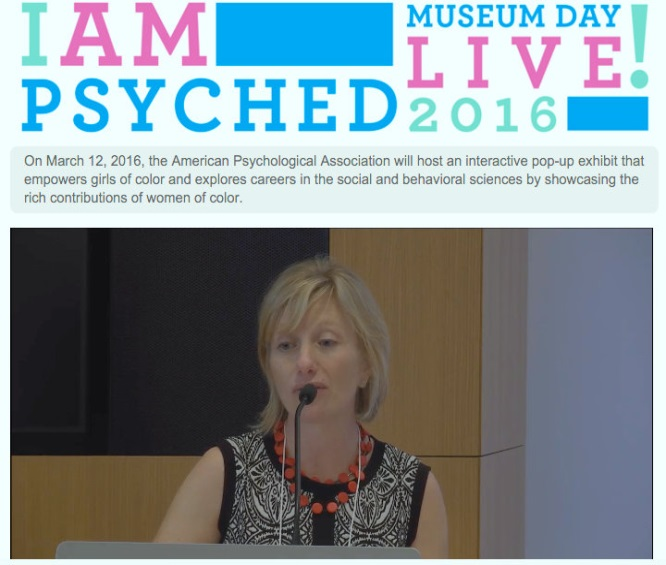 I AM
PSYCHED
MUSEUM DAY
LIVE!
2016
On March 12, 2016, the American Psychological Association will host an interactive pop-up exhibit that
empowers girls of color and explores careers in the social and behavioral sciences by showcasing the
rich contributions of women of color.